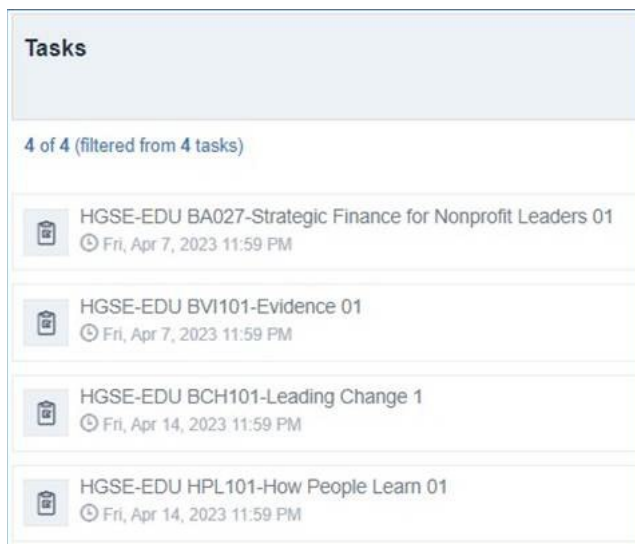 Tasks
4 of 4 (filtered from 4 tasks)
HGSE-EDU BA027-Strategic Finance for Nonprofit Leaders 01
Fri, Apr 7, 2023 11:59 PM
HGSE-EDU BVI101-Evidence 01
Fri, Apr 7, 2023 11:59 PM
HGSE-EDU BCH101-Leading Change 1
Fri, Apr 14, 2023 11:59 PM
HGSE-EDU HPL101-How People Learn 01
Fri, Apr 14, 2023 11:59 PM